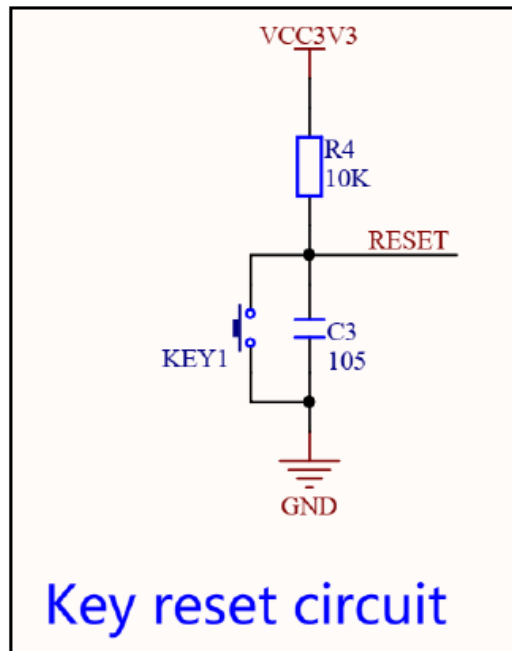 VCC3V3
R4
10K
RESET
KEY1
C3
105
GND
Key reset circuit